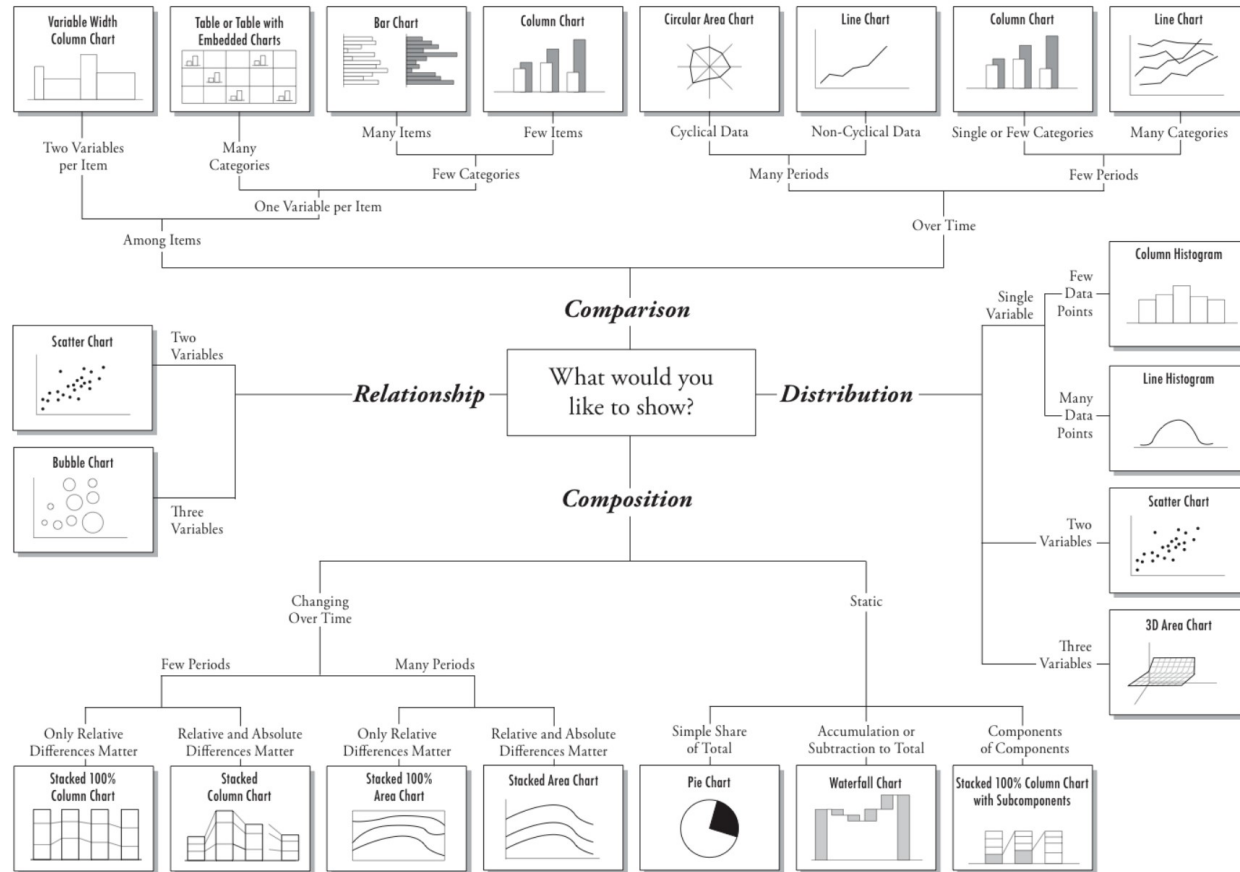 Variable Width
Column Chart
Table or Table with
Embedded Charts
Bar Chart
Column Chart
Circular Area Chart
Line Chart
Column Chart
Line Chart
Two Variables
per Item
Many
Categories
Many Items
Few Items
Cyclical Data
Non-Cyclical Data
Single or Few Categories
Many Categories
Few Categories
Many Periods
Few Periods
One Variable per Item
Over Time
Among Items
Comparison
Single
Variable
Few
Data
Points
Column Histogram
Scatter Chart
Two
Variables
Relationship
What would you
like to show?
Distribution
Many
Data
Points
Line Histogram
Bubble Chart
Three
Variables
Composition
Two
Variables
Scatter Chart
Changing
Over Time
Static
Three
Variables
3D Area Chart
Few Periods
Many Periods
Only Relative
Differences Matter
Relative and Absolute
Differences Matter
Only Relative
Differences Matter
Relative and Absolute
Differences Matter
Simple Share
of Total
Accumulation or
Subtraction to Total
Components
of Components
Stacked 100%
Column Chart
Stacked
Column Chart
Stacked 100%
Area Chart
Stacked Area Chart
Pie Chart
Waterfall Chart
Stacked 100% Column Chart
with Subcomponents